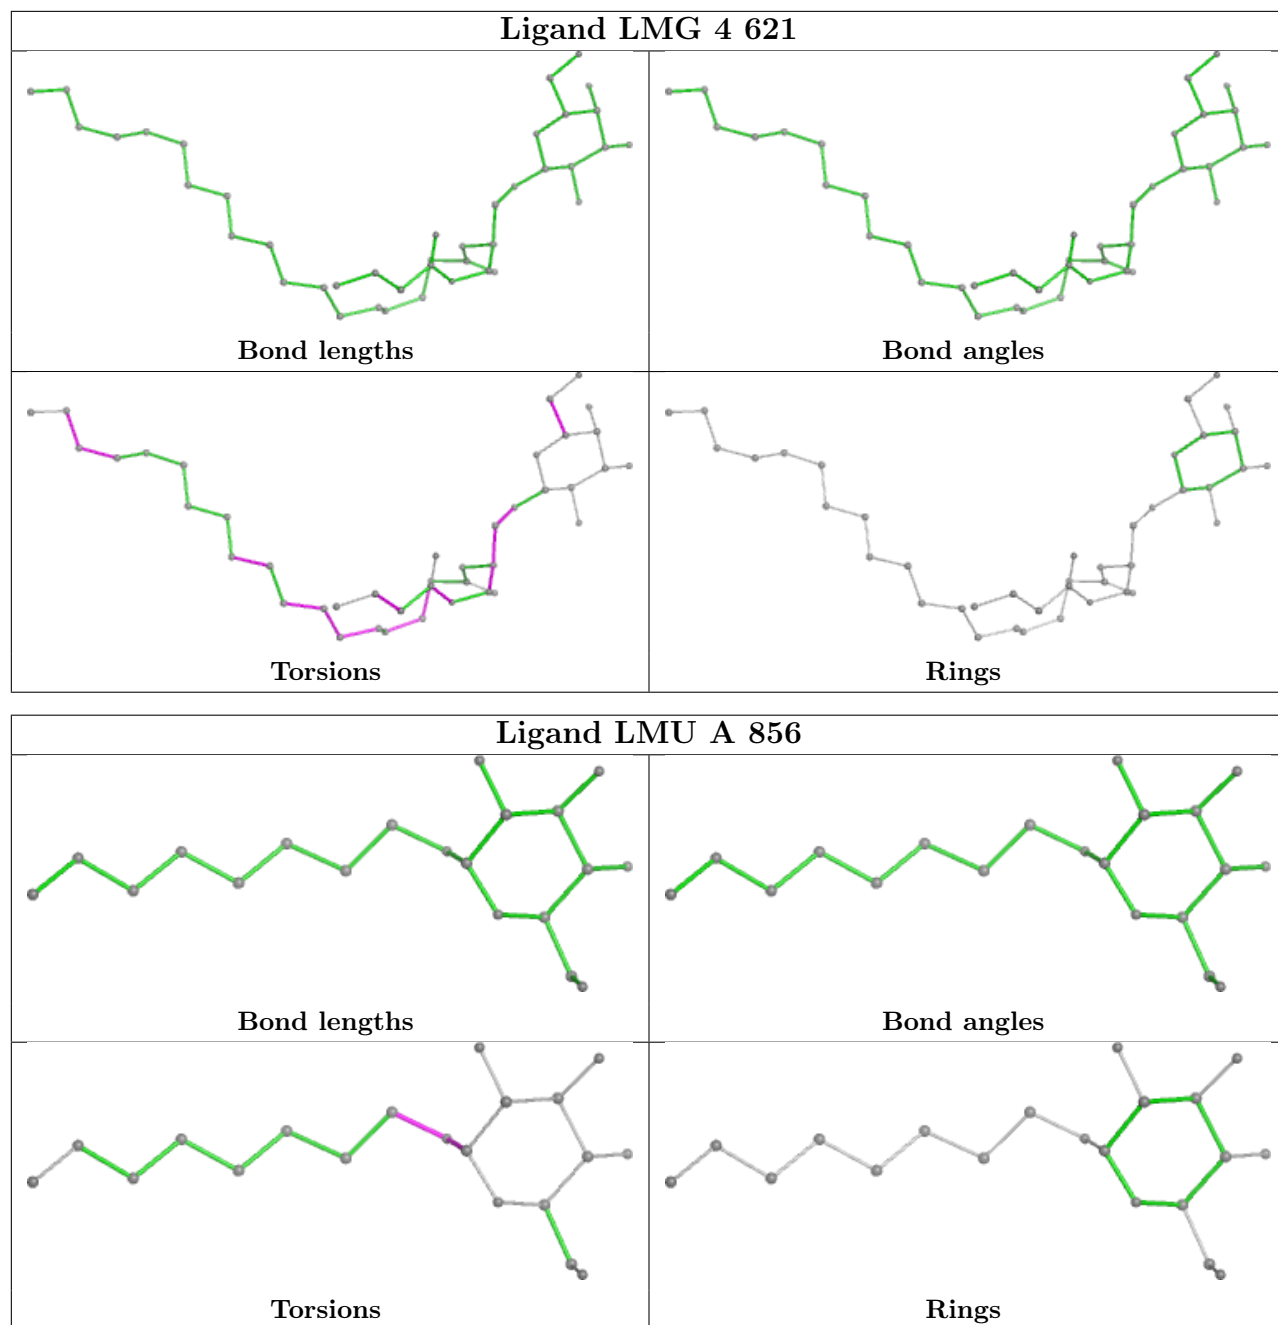 Ligand LMG 4 621
Bond lengths
Bond angles
Torsions
Rings
Ligand LMU A 856
Bond lengths
Bond angles
Torsions
Rings